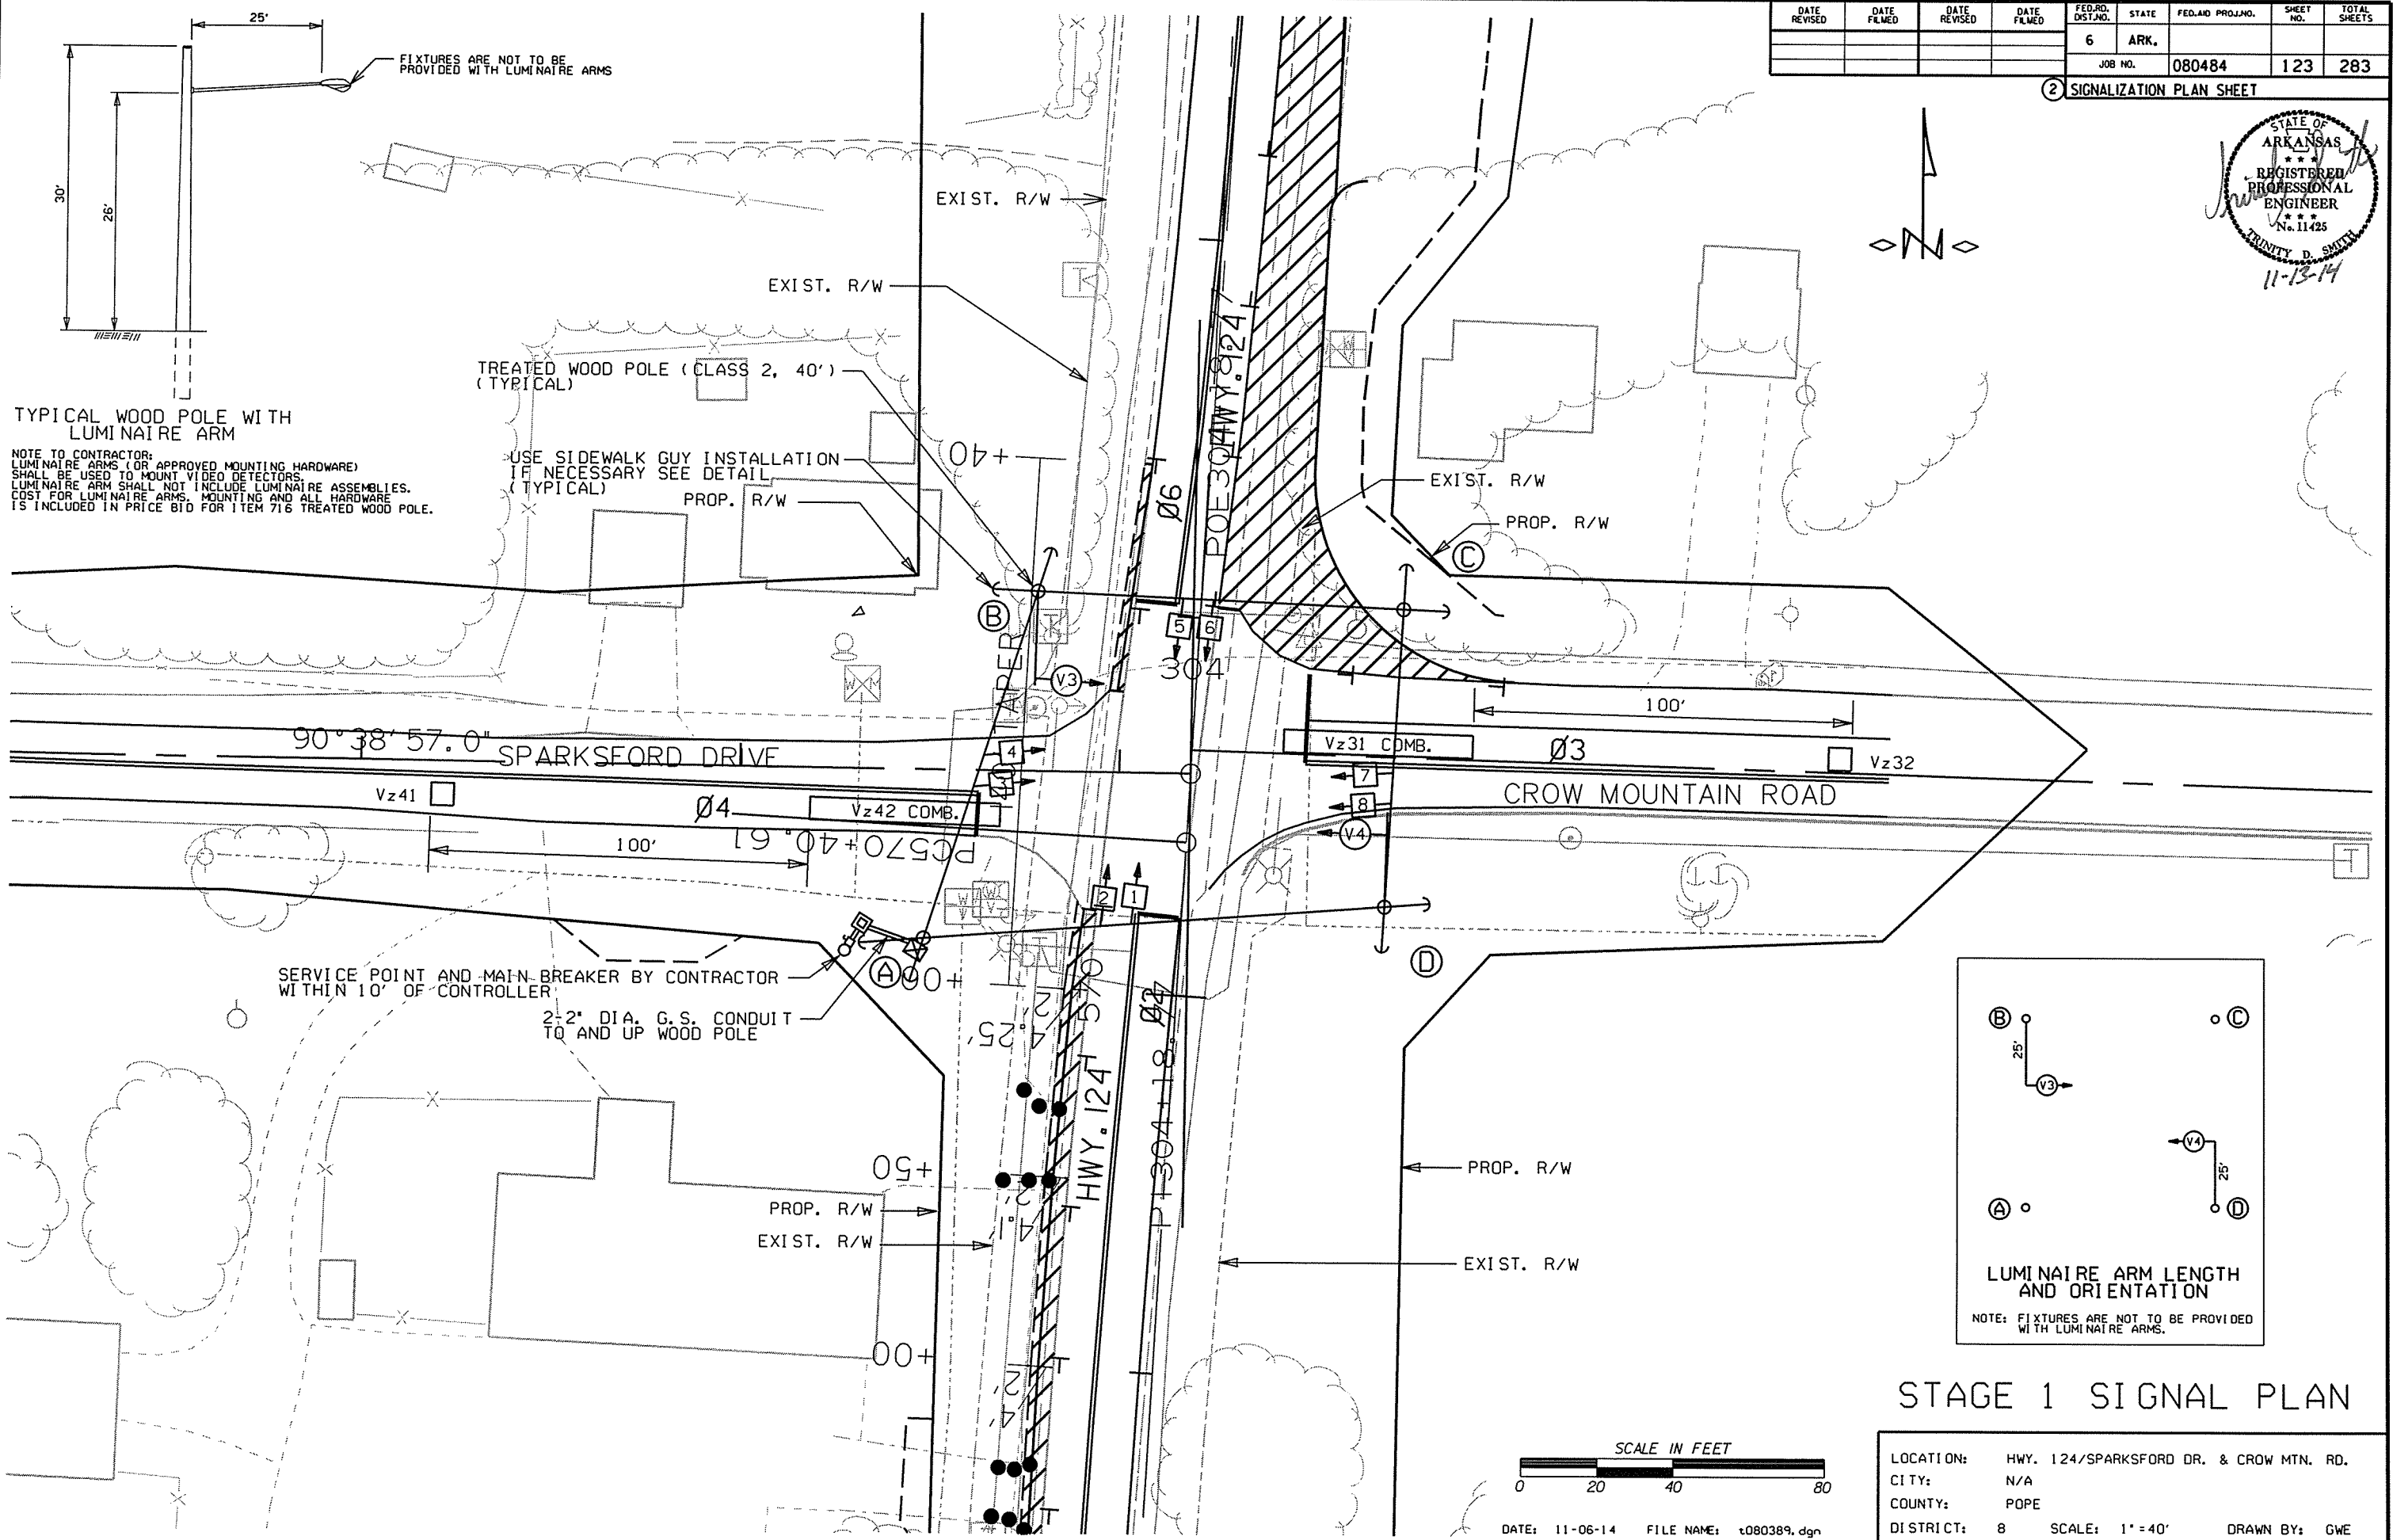 25'
FIXTURES ARE NOT TO BE
PROVIDED WITH LUMINAIRE ARMS
30'
26'
TYPICAL WOOD POLE WITH
LUMINAIRE ARM
NOTE TO CONTRACTOR:
LUMINAIRE ARMS (OR APPROVED MOUNTING HARDWARE)
SHALL BE USED TO MOUNT VIDEO DETECTORS.
LUMINAIRE ARM SHALL NOT INCLUDE LUMINAIRE ASSEMBLIES.
COST FOR LUMINAIRE ARMS, MOUNTING AND ALL HARDWARE
IS INCLUDED IN PRICE BID FOR ITEM 716 TREATED WOOD POLE.
DATE REVISED
DATE FILMED
DATE REVISED
DATE FILMED
FED.RD. DIST.NO.
STATE
FED.AID PROJ.NO.
SHEET NO.
TOTAL SHEETS
6 ARK.
JOB NO. 080484 123 283
2 SIGNALIZATION PLAN SHEET
STATE OF
ARKANSAS
★ ★ ★
REGISTERED
PROFESSIONAL
ENGINEER
★ ★ ★
No. 11425
TRINITY D. SMITH
11-13-14
N
EXIST. R/W
EXIST. R/W
TREATED WOOD POLE (CLASS 2, 40')
(TYPICAL)
USE SIDEWALK GUY INSTALLATION
IF NECESSARY SEE DETAIL
(TYPICAL)
PROP. R/W
+40
Ø6
HWY. 124
EXIST. R/W
PROP. R/W
C
B
5
6
304
V3
TAPER
100'
90°38'57.0"
SPARKSFORD DRIVE
4
3
Vz31 COMB.
Ø3
Vz32
Vz41
Ø4
Vz42 COMB.
7
8
V4
CROW MOUNTAIN ROAD
PC570+40.61
100'
2
1
T
A
D
+00
SERVICE POINT AND MAIN BREAKER BY CONTRACTOR
WITHIN 10' OF CONTROLLER
2-2" DIA. G.S. CONDUIT
TO AND UP WOOD POLE
570
2'
4.25'
HWY. 124
+50
2'
4.1'
PROP. R/W
EXIST. R/W
PROP. R/W
EXIST. R/W
+00
2'
4'
B
C
25'
V3
V4
25'
A
D
LUMINAIRE ARM LENGTH
AND ORIENTATION
NOTE: FIXTURES ARE NOT TO BE PROVIDED
WITH LUMINAIRE ARMS.
STAGE 1 SIGNAL PLAN
SCALE IN FEET
0 20 40 80
DATE: 11-06-14 FILE NAME: t080389.dgn
LOCATION: HWY. 124/SPARKSFORD DR. & CROW MTN. RD.
CITY: N/A
COUNTY: POPE
DISTRICT: 8 SCALE: 1"=40' DRAWN BY: GWE